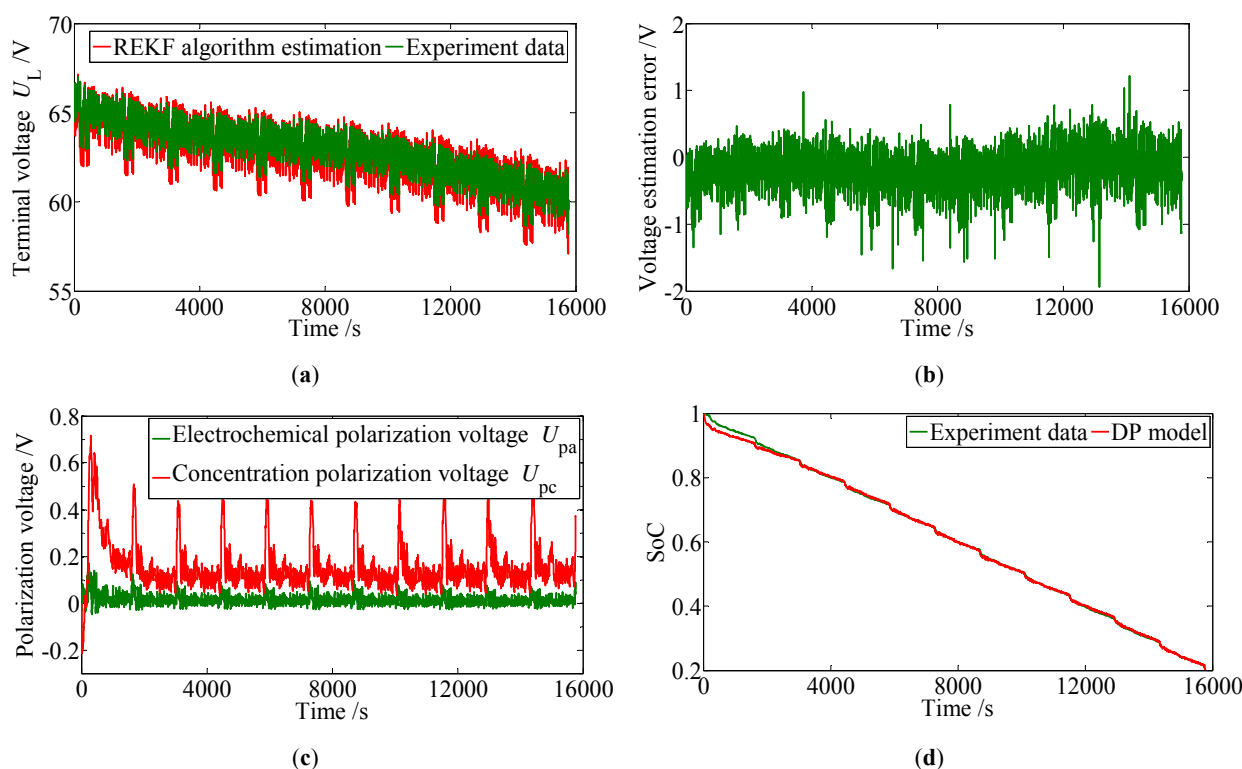 70
REKF algorithm estimation
Experiment data
65
60
55
Terminal voltage U_L /V
0
4000
8000
12000
16000
Time /s
(a)
2
1
0
-1
-2
Voltage estimation error /V
0
4000
8000
12000
16000
Time /s
(b)
0.8
0.6
0.4
0.2
0
-0.2
Polarization voltage /V
Electrochemical polarization voltage U_pa
Concentration polarization voltage U_pc
0
4000
8000
12000
16000
Time /s
(c)
1
0.8
0.6
0.4
0.2
SoC
Experiment data
DP model
0
4000
8000
12000
16000
Time /s
(d)